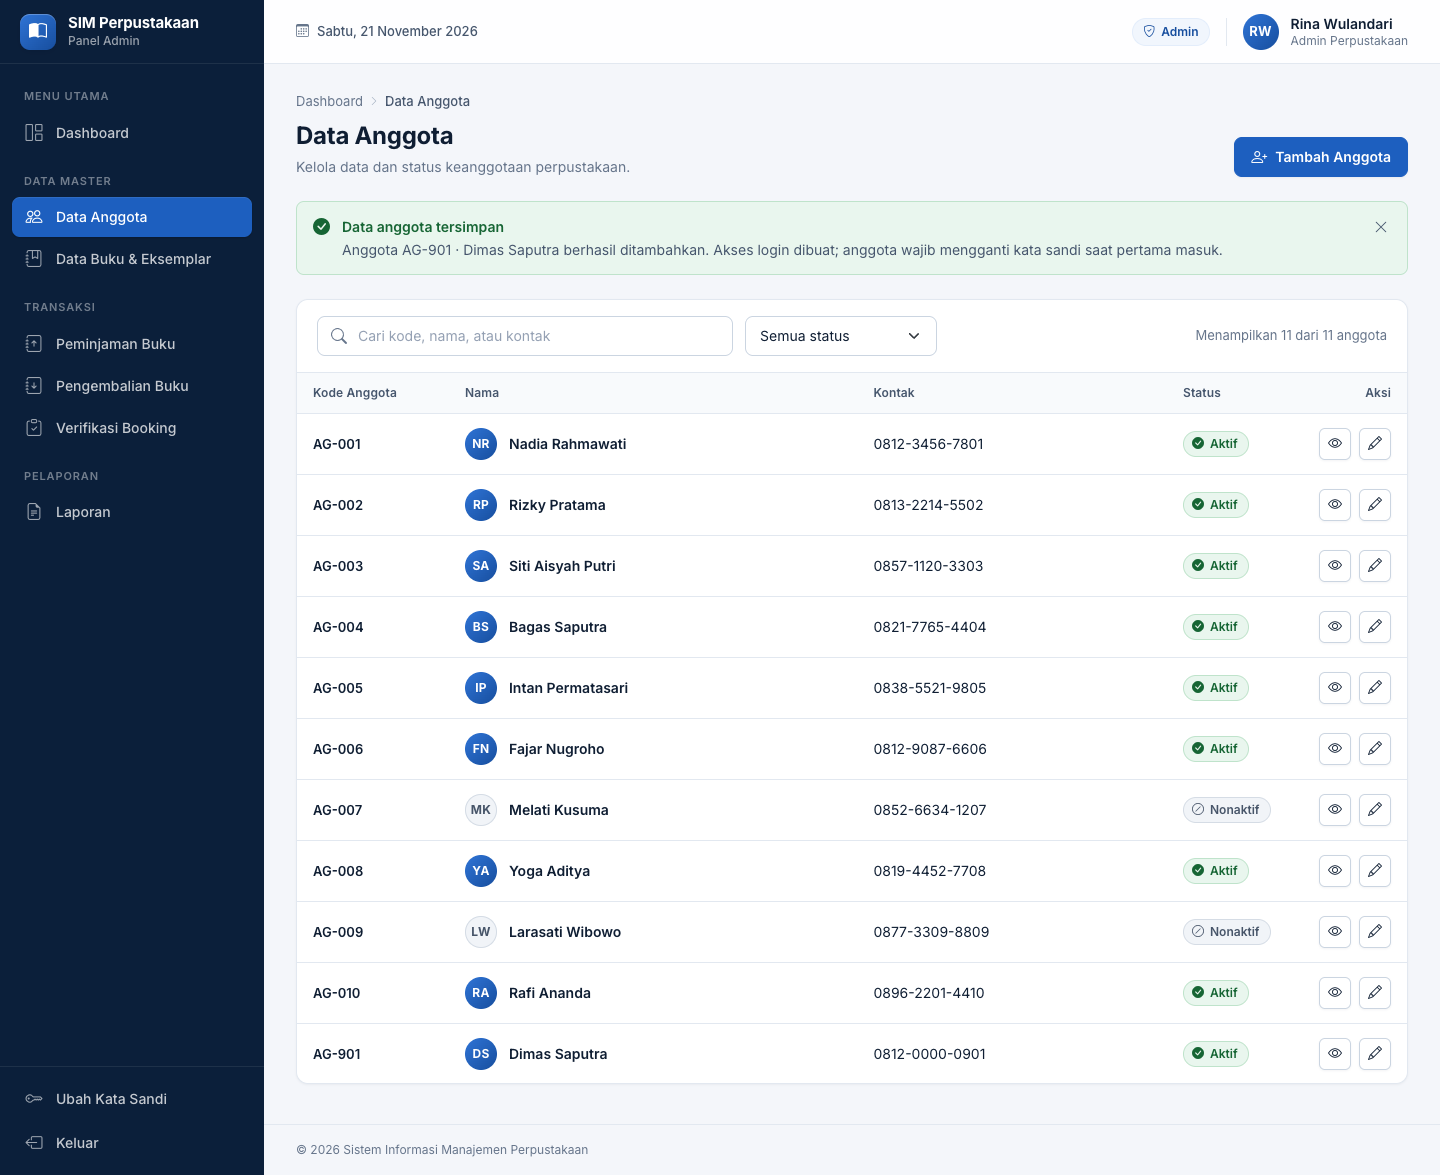 SIM Perpustakaan
Panel Admin
MENU UTAMA
Dashboard
DATA MASTER
Data Anggota
Data Buku & Eksemplar
TRANSAKSI
Peminjaman Buku
Pengembalian Buku
Verifikasi Booking
PELAPORAN
Laporan
Ubah Kata Sandi
Keluar
Sabtu, 21 November 2026
Admin
RW
Rina Wulandari
Admin Perpustakaan
Dashboard Data Anggota
Data Anggota
Kelola data dan status keanggotaan perpustakaan.
Tambah Anggota
Data anggota tersimpan
Anggota AG-901 · Dimas Saputra berhasil ditambahkan. Akses login dibuat; anggota wajib mengganti kata sandi saat pertama masuk.
Cari kode, nama, atau kontak
Semua status
Menampilkan 11 dari 11 anggota
Kode Anggota Nama Kontak Status Aksi
AG-001 NR Nadia Rahmawati 0812-3456-7801 Aktif
AG-002 RP Rizky Pratama 0813-2214-5502 Aktif
AG-003 SA Siti Aisyah Putri 0857-1120-3303 Aktif
AG-004 BS Bagas Saputra 0821-7765-4404 Aktif
AG-005 IP Intan Permatasari 0838-5521-9805 Aktif
AG-006 FN Fajar Nugroho 0812-9087-6606 Aktif
AG-007 MK Melati Kusuma 0852-6634-1207 Nonaktif
AG-008 YA Yoga Aditya 0819-4452-7708 Aktif
AG-009 LW Larasati Wibowo 0877-3309-8809 Nonaktif
AG-010 RA Rafi Ananda 0896-2201-4410 Aktif
AG-901 DS Dimas Saputra 0812-0000-0901 Aktif
© 2026 Sistem Informasi Manajemen Perpustakaan